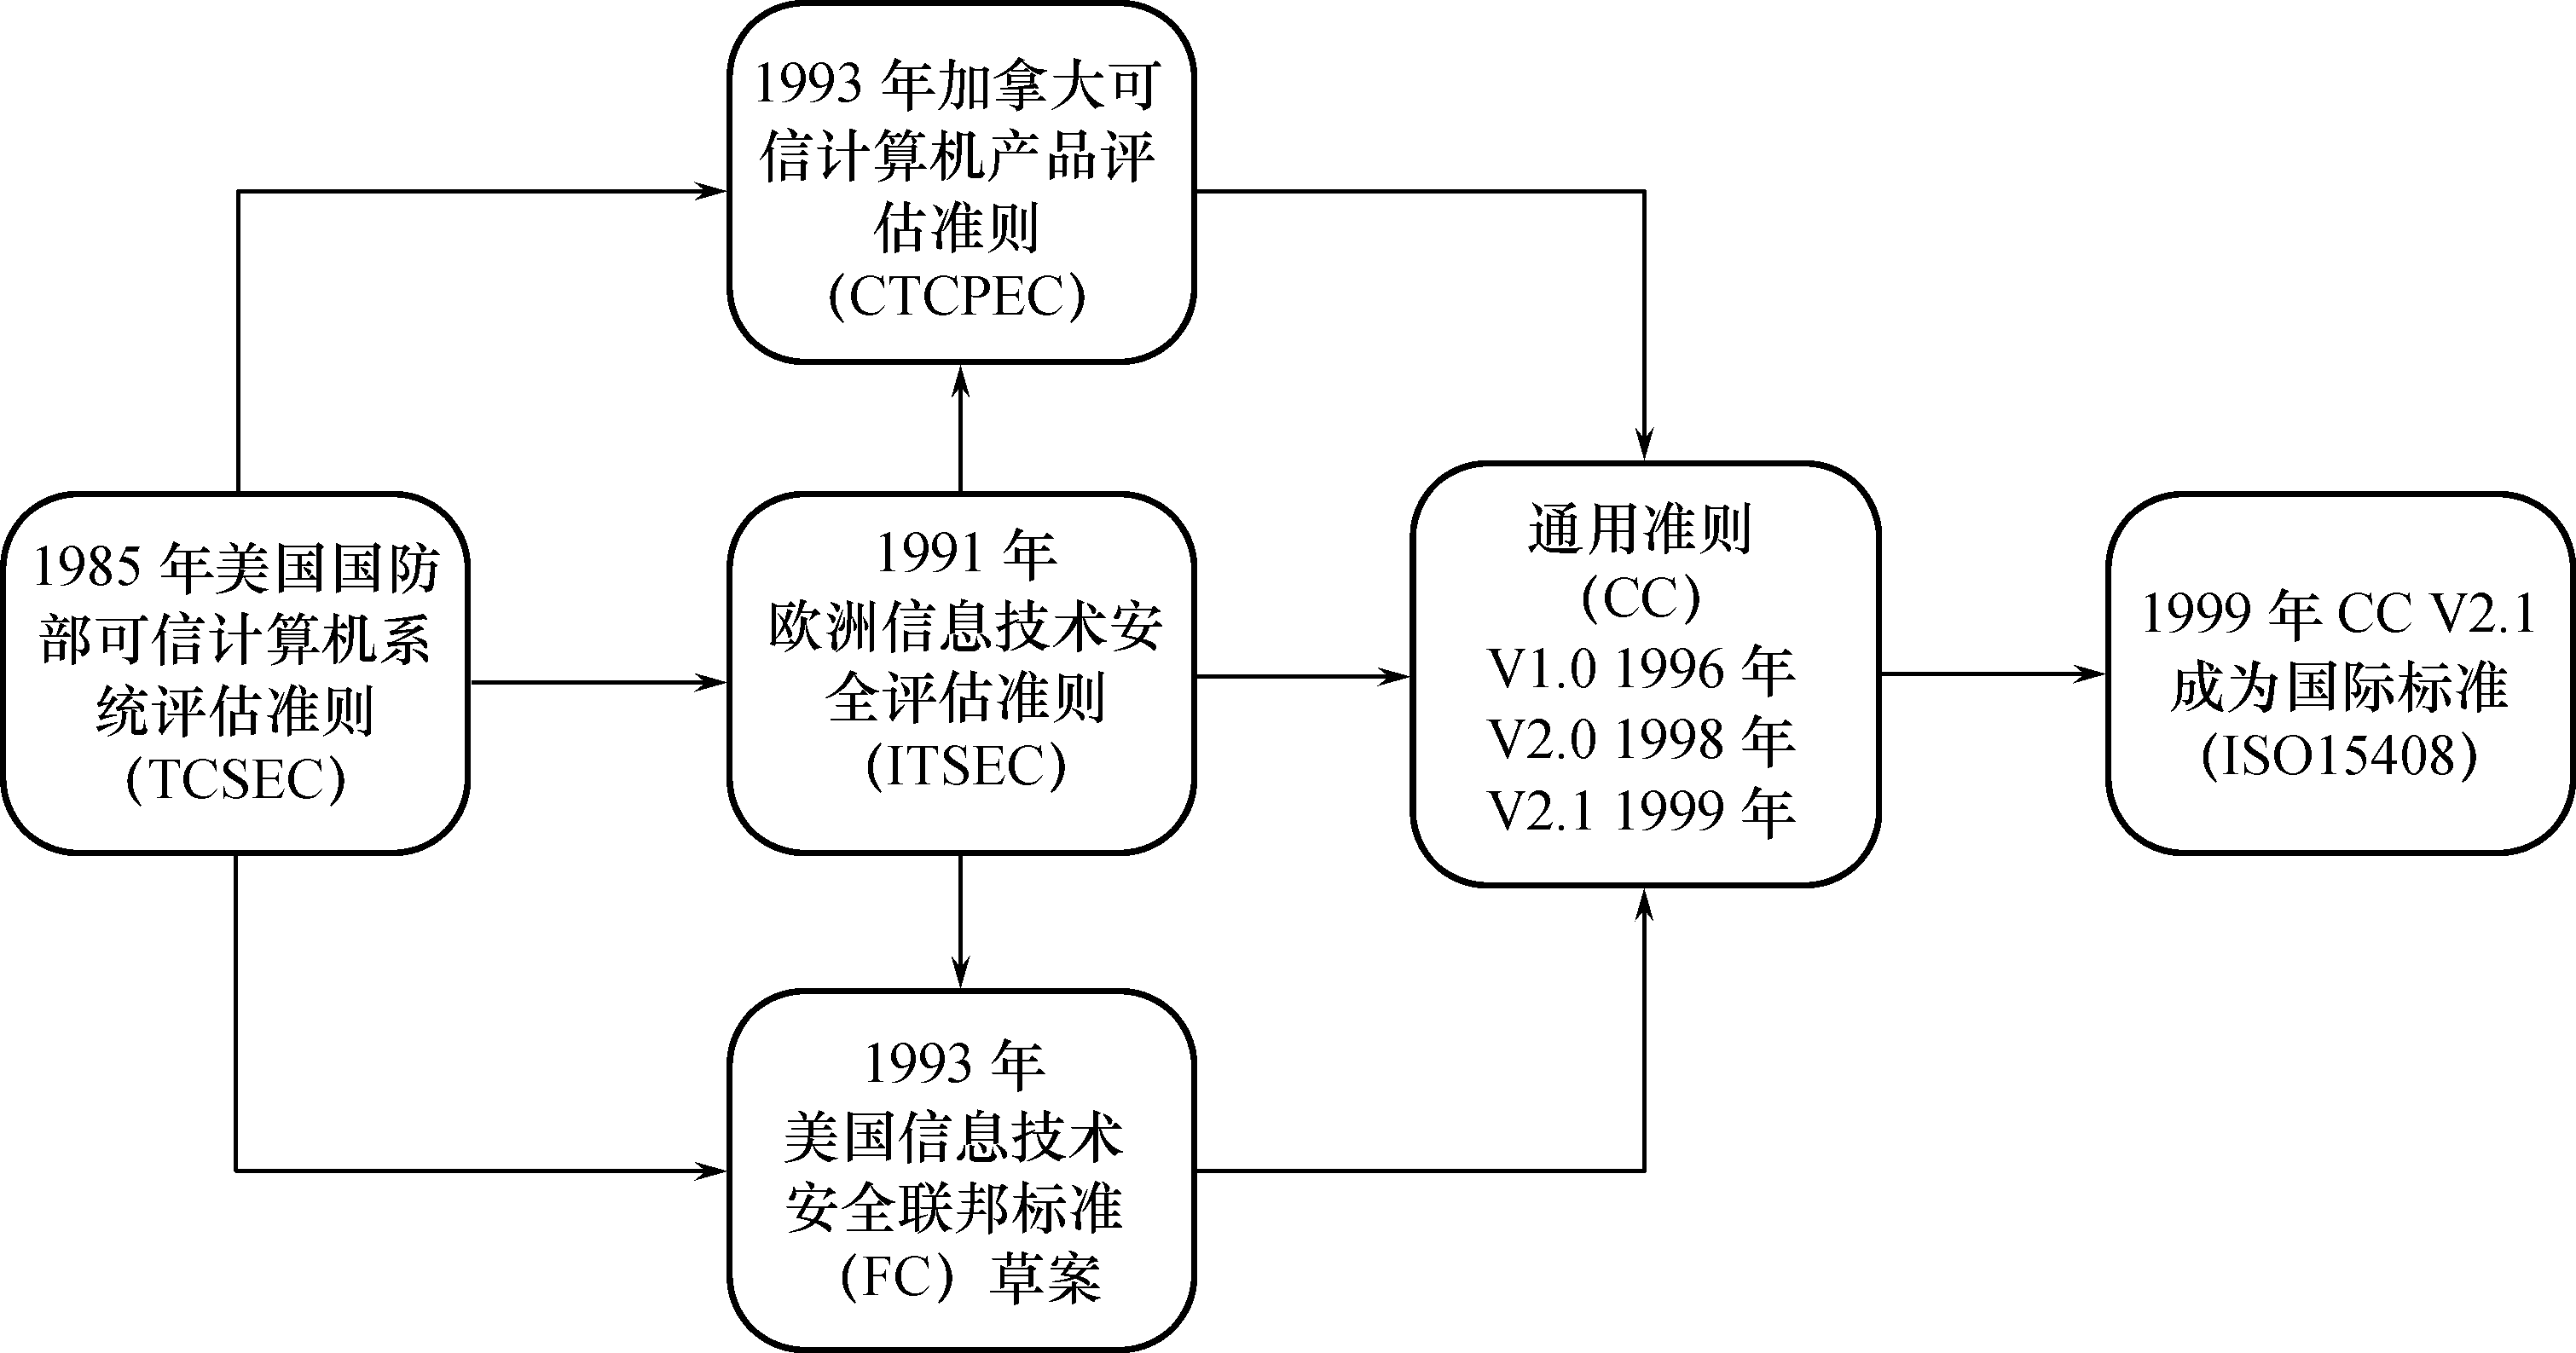 1993 年加拿大可
信计算机产品评
估准则
(CTCPEC)
1985 年美国国防
部可信计算机系
统评估准则
(TCSEC)
1991 年
欧洲信息技术安
全评估准则
(ITSEC)
1993 年
美国信息技术
安全联邦标准
(FC) 草案
通用准则
(CC)
V1.0 1996 年
V2.0 1998 年
V2.1 1999 年
1999 年 CC V2.1
成为国际标准
(ISO15408)